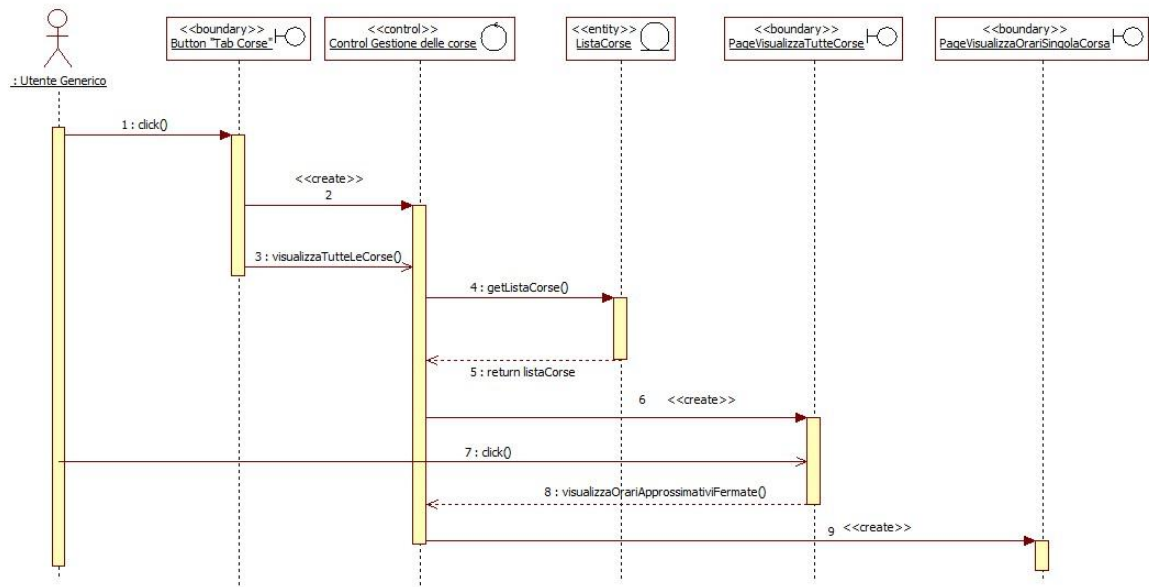 <<boundary>>
Button "Tab Corse"
<<control>>
Control Gestione delle corse
<<entity>>
ListaCorse
<<boundary>>
PageVisualizzaTutteCorse
<<boundary>>
PageVisualizzaOrariSingolaCorsa
: Utente Generico
1 : click()
<<create>>
2
3 : visualizzaTutteLeCorse()
4 : getListaCorse()
5 : return listaCorse
6 <<create>>
7 : click()
8 : visualizzaOrariApprossimativiFermate()
9 <<create>>